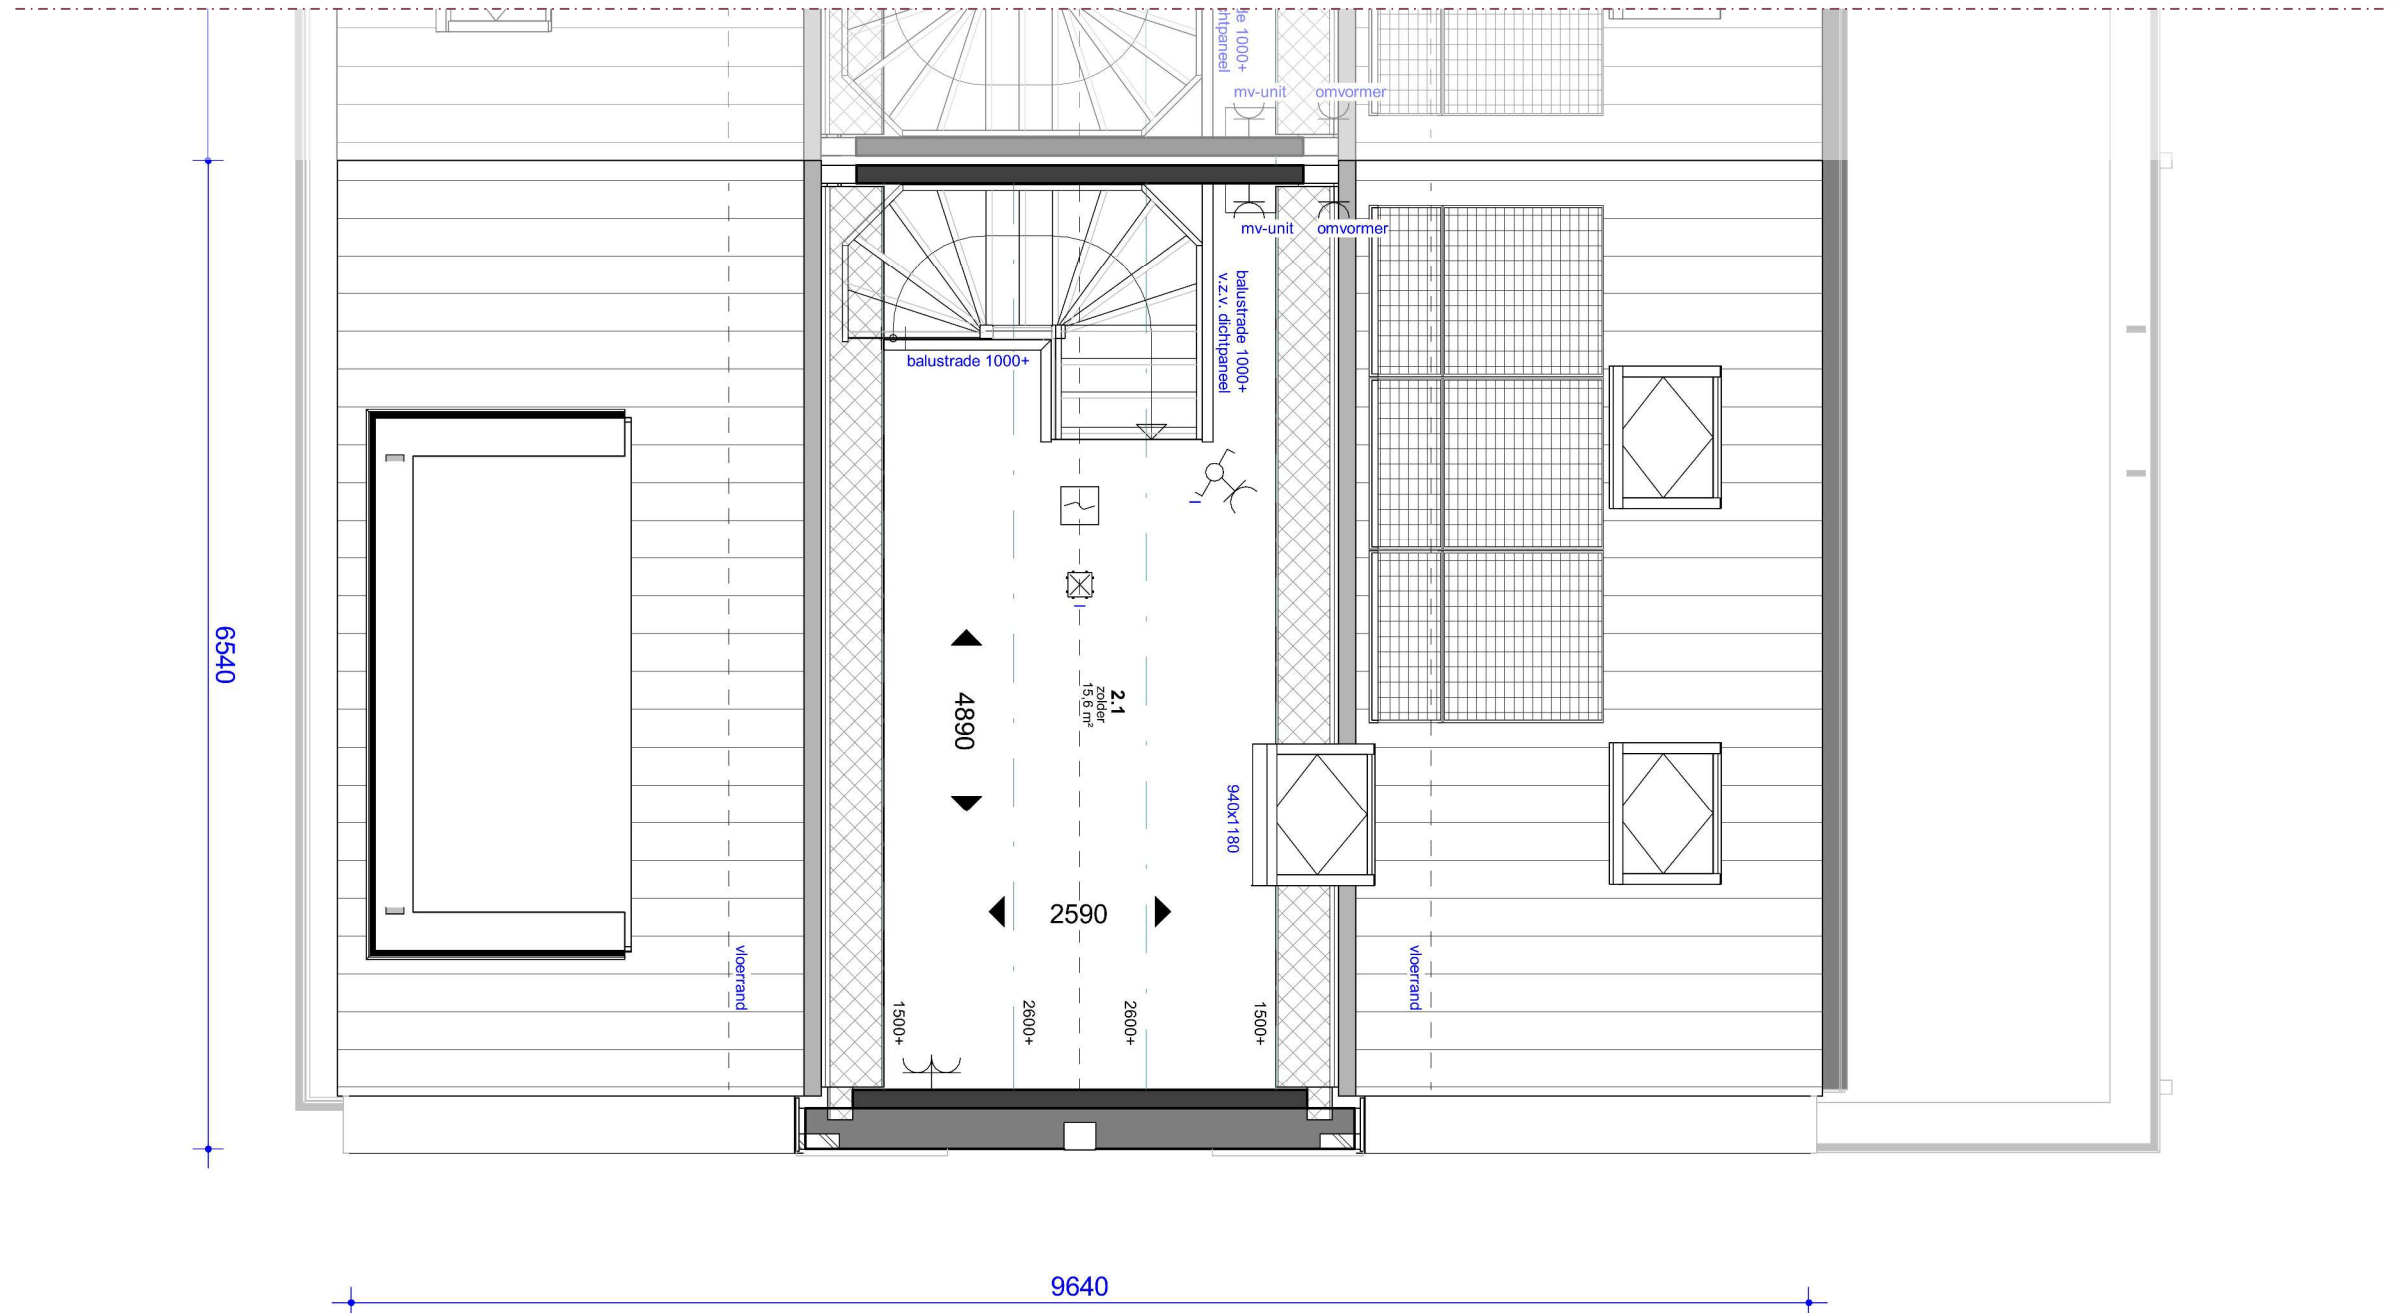 de 1000+
htpaneel
mv-unit
omvormer
mv-unit
omvormer
balustrade 1000+
v.z.v. dichtpaneel
balustrade 1000+
6540
4890
2.1
zolder
15,6 m²
940x1180
2590
vloerrand
vloerrand
1500+
2600+
2600+
1500+
9640